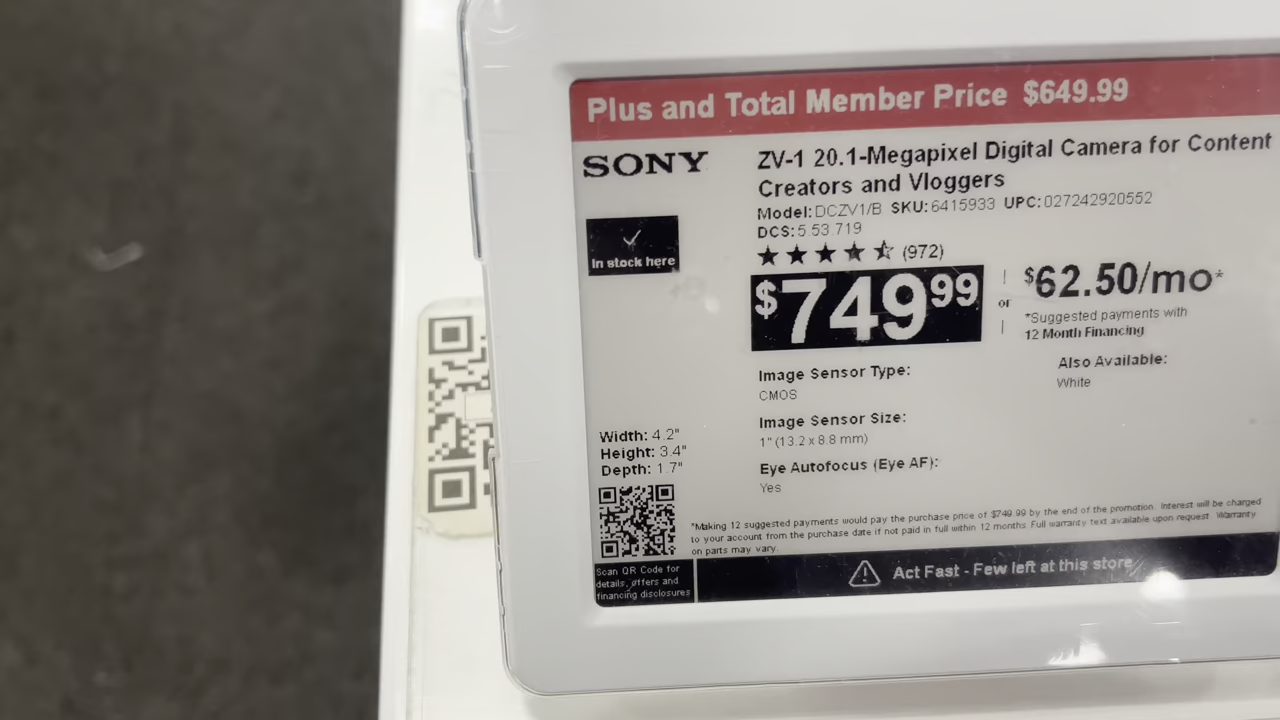 Plus and Total Member Price $649.99
SONY
ZV-1 20.1-Megapixel Digital Camera for Content
Creators and Vloggers
Model: DCZV1/B SKU: 6415933 UPC: 027242920552
DCS: 5.53.719
(972)
In stock here
$749.99
or
$62.50/mo*
*Suggested payments with
12 Month Financing
Image Sensor Type:
CMOS
Also Available:
White
Image Sensor Size:
1" (13.2 x 8.8 mm)
Eye Autofocus (Eye AF):
Yes
Width: 4.2"
Height: 3.4"
Depth: 1.7"
*Making 12 suggested payments would pay the purchase price of $749.99 by the end of the promotion. Interest will be charged
to your account from the purchase date if not paid in full within 12 months. Full warranty text available upon request. Warranty
on parts may vary.
Scan QR Code for
details, offers and
financing disclosures
Act Fast - Few left at this store